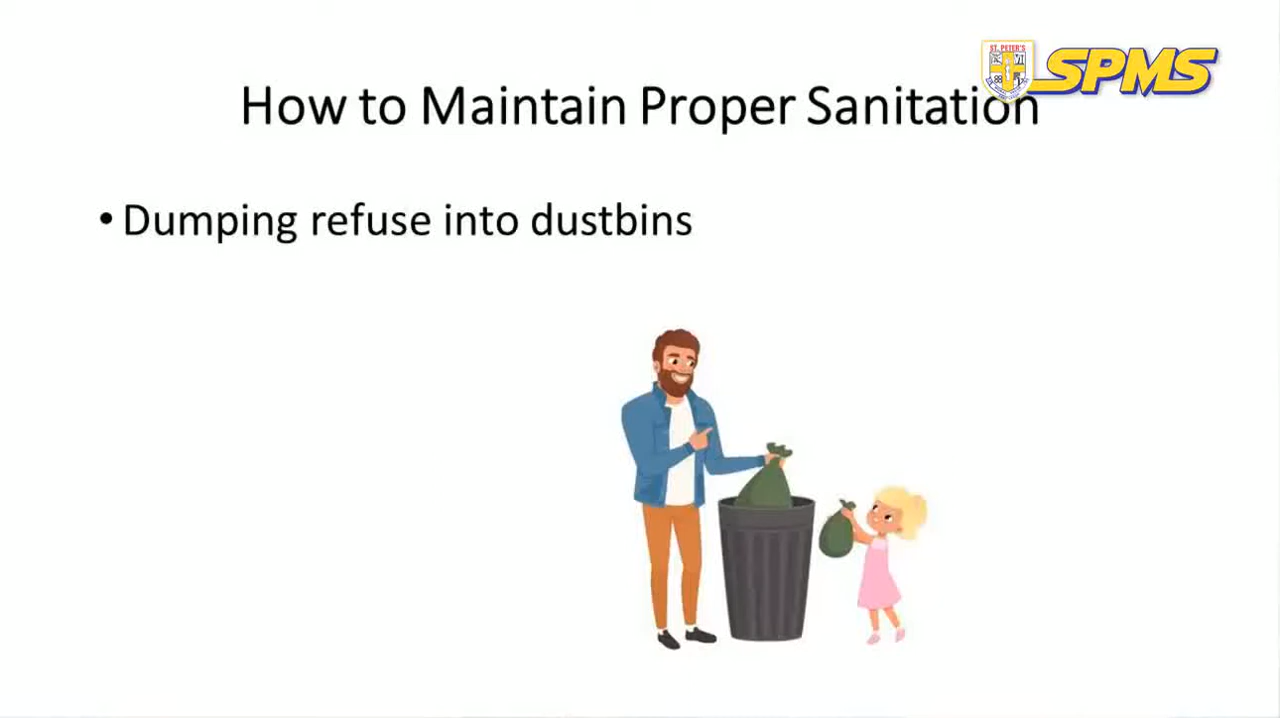 ST. PETER'S
SPMS
How to Maintain Proper Sanitation
• Dumping refuse into dustbins